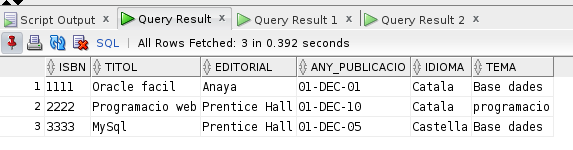 Script Output × Query Result × Query Result 1 × Query Result 2 ×
SQL | All Rows Fetched: 3 in 0.392 seconds
ISBN TITOL EDITORIAL ANY_PUBLICACIO IDIOMA TEMA
1 1111 Oracle facil Anaya 01-DEC-01 Catala Base dades
2 2222 Programacio web Prentice Hall 01-DEC-10 Catala programacio
3 3333 MySql Prentice Hall 01-DEC-05 Castella Base dades